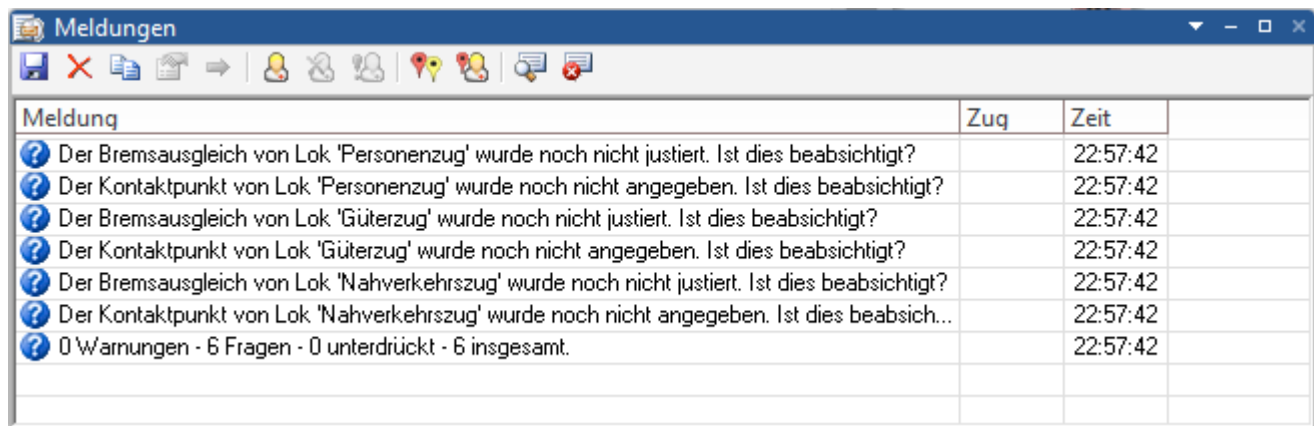 Meldungen
Meldung Zug Zeit
Der Bremsausgleich von Lok 'Personenzug' wurde noch nicht justiert. Ist dies beabsichtigt? 22:57:42
Der Kontaktpunkt von Lok 'Personenzug' wurde noch nicht angegeben. Ist dies beabsichtigt? 22:57:42
Der Bremsausgleich von Lok 'Güterzug' wurde noch nicht justiert. Ist dies beabsichtigt? 22:57:42
Der Kontaktpunkt von Lok 'Güterzug' wurde noch nicht angegeben. Ist dies beabsichtigt? 22:57:42
Der Bremsausgleich von Lok 'Nahverkehrszug' wurde noch nicht justiert. Ist dies beabsichtigt? 22:57:42
Der Kontaktpunkt von Lok 'Nahverkehrszug' wurde noch nicht angegeben. Ist dies beabsich... 22:57:42
0 Warnungen - 6 Fragen - 0 unterdrückt - 6 insgesamt. 22:57:42